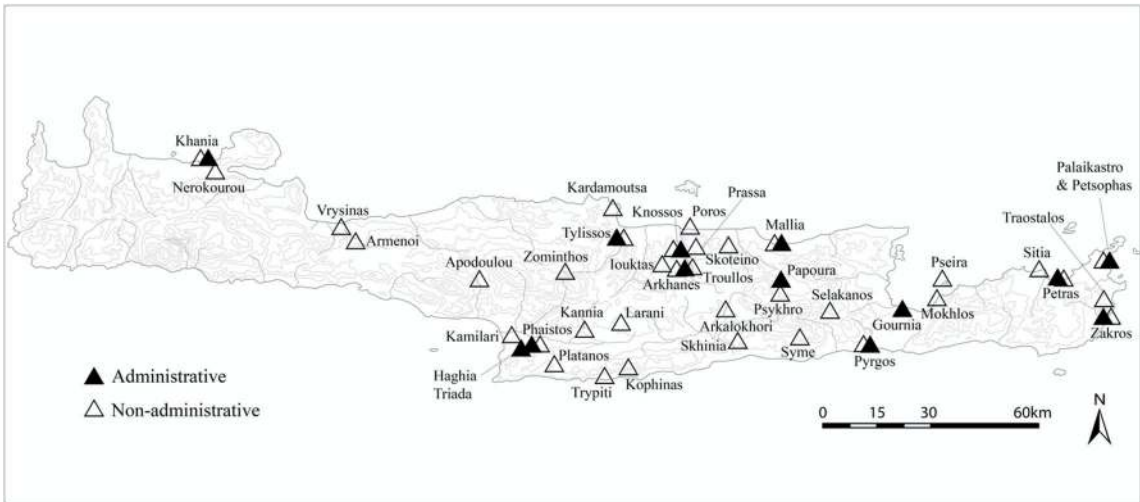 Khania
Nerokourou
Vrysinas
Armenoi
Apodoulou
Kardamoutsa
Tylissos
Zominthos
Knossos
Poros
Prassa
Iouktas
Arkhanes
Troullos
Skoteino
Mallia
Papoura
Psykhro
Selakanos
Kamilari
Phaistos
Kannia
Larani
Haghia
Triada
Platanos
Trypiti
Kophinas
Arkalokhori
Skhinia
Syme
Pyrgos
Gournia
Pseira
Mokhlos
Sitia
Petras
Palaikastro
& Petsophas
Traostalos
Zakros
Administrative
Non-administrative
0 15 30 60km
N